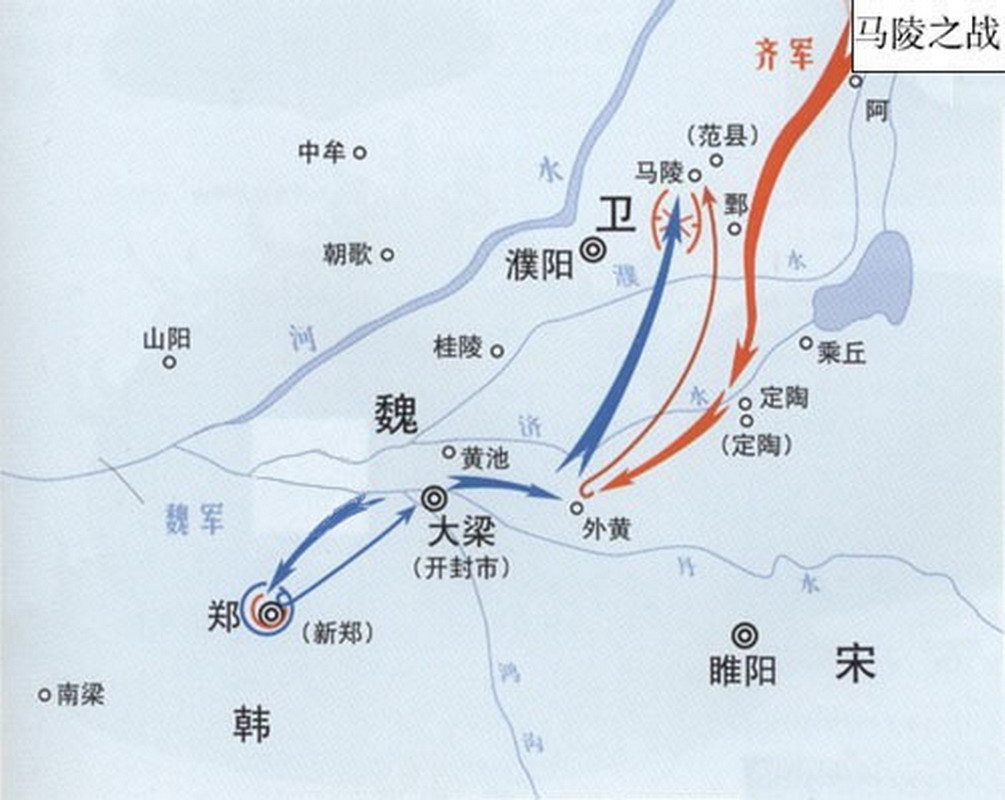 马陵之战
齐军
阿
(范县)
中牟
马陵
水
鄄
卫
朝歌
濮阳
濮
水
河
山阳
桂陵
乘丘
水
定陶
(定陶)
魏
济
黄池
魏军
大梁
外黄
(开封市)
丹
水
郑
(新郑)
睢阳
宋
鸿
南梁
韩
沟